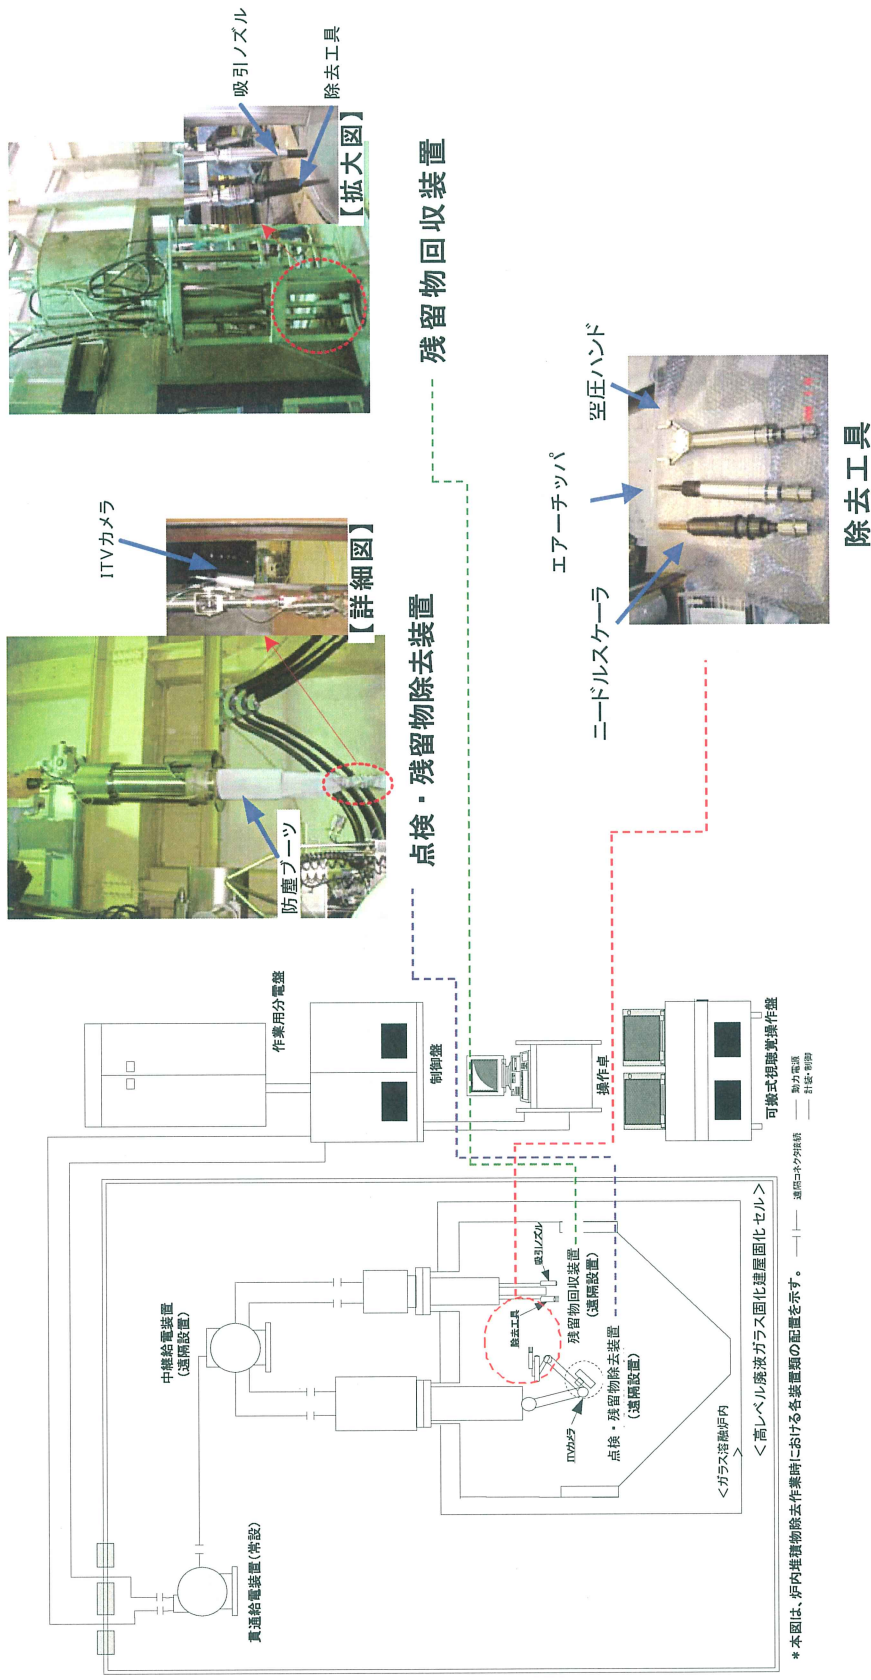 貫通給電装置(常設)
中継給電装置
(遠隔設置)
作業用分電盤
制御盤
操作卓
可搬式視聴覚操作盤
ITVカメラ
点検・残留物除去装置
(遠隔設置)
除去工具
吸引ノズル
残留物回収装置
(遠隔設置)
<ガラス溶融炉内
>
<高レベル廃液ガラス固化建屋固化セル>
*本図は、炉内堆積物除去作業時における各装置類の配置を示す。
遠隔コネクタ接続
動力電源
計装・制御
防塵ブーツ
ITVカメラ
【詳細図】
点検・残留物除去装置
吸引ノズル
除去工具
【拡大図】
残留物回収装置
ニードルスケーラ
エアーチッパ
空圧ハンド
除去工具